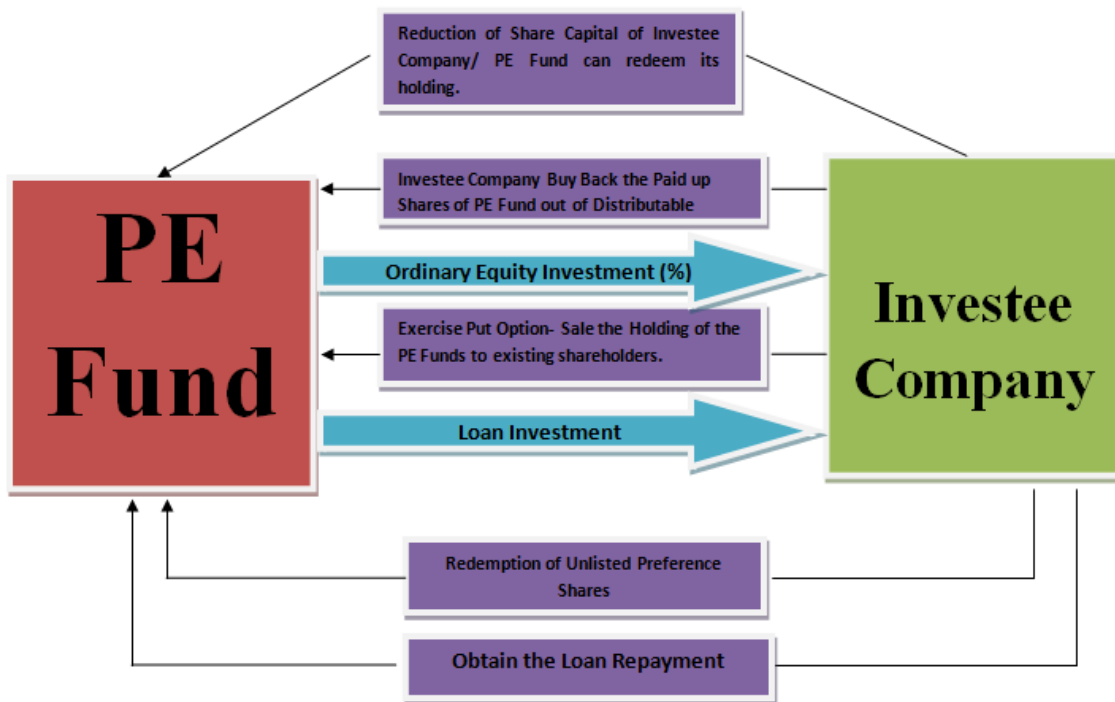 Reduction of Share Capital of Investee
Company/ PE Fund can redeem its
holding.
Investee Company Buy Back the Paid up
Shares of PE Fund out of Distributable
PE
Fund
Ordinary Equity Investment (%)
Investee
Company
Exercise Put Option- Sale the Holding of the
PE Funds to existing shareholders.
Loan Investment
Redemption of Unlisted Preference
Shares
Obtain the Loan Repayment